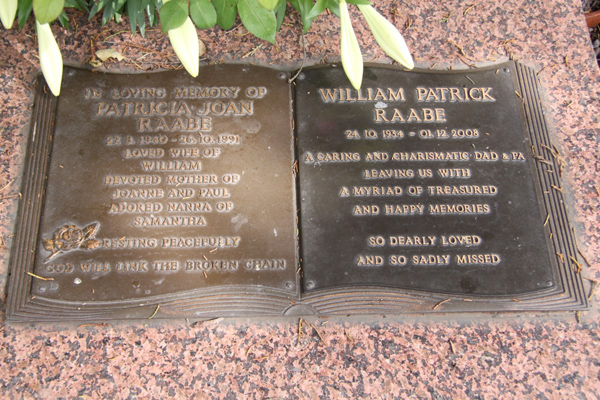 IN LOVING MEMORY OF
PATRICIA JOAN
RAABE
27. 3. 1940 - 26. 10. 1991
LOVED WIFE OF
WILLIAM
DEVOTED MOTHER OF
JOANNE AND PAUL
ADORED NANNA OF
SAMANTHA
RESTING PEACEFULLY
GOD WILL LINK THE BROKEN CHAIN
WILLIAM PATRICK
RAABE
24. 10. 1934 - 01. 12. 2008
A CARING AND CHARISMATIC DAD & PA
LEAVING US WITH
A MYRIAD OF TREASURED
AND HAPPY MEMORIES
SO DEARLY LOVED
AND SO SADLY MISSED